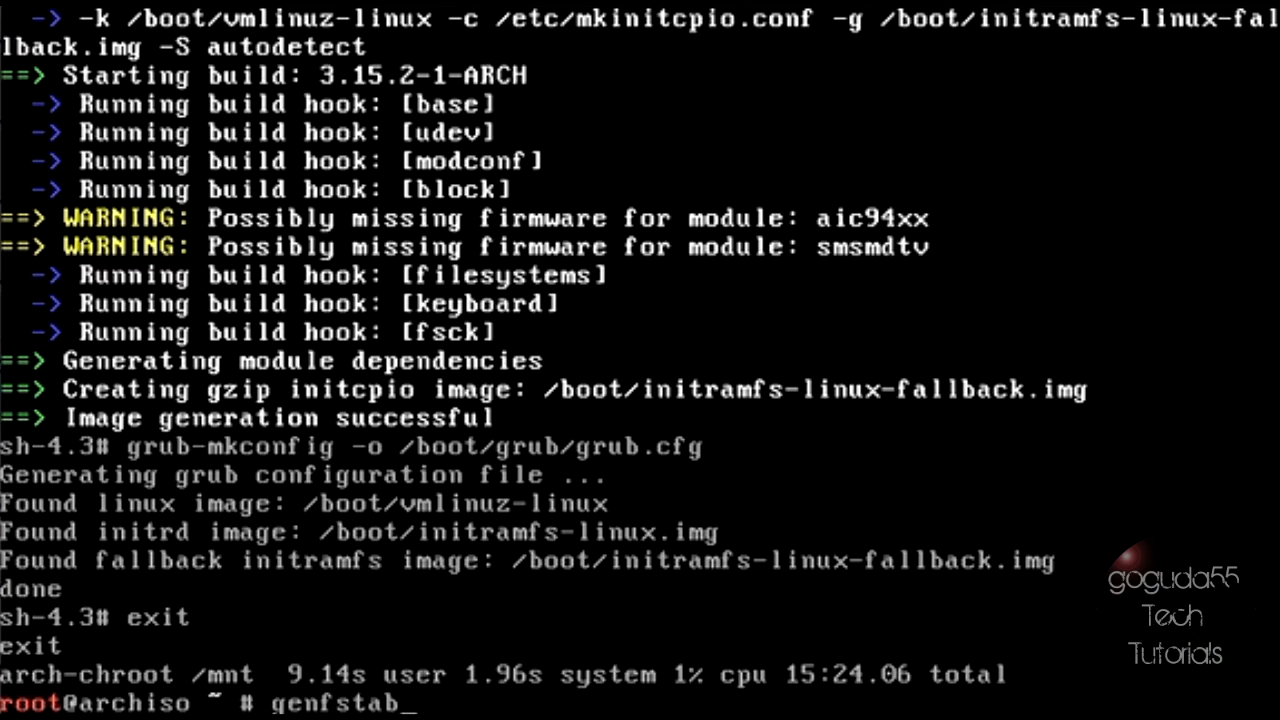 -> -k /boot/vmlinuz-linux -c /etc/mkinitcpio.conf -g /boot/initramfs-linux-fal
lback.img -S autodetect
==> Starting build: 3.15.2-1-ARCH
-> Running build hook: [base]
-> Running build hook: [udev]
-> Running build hook: [modconf]
-> Running build hook: [block]
==> WARNING: Possibly missing firmware for module: aic94xx
==> WARNING: Possibly missing firmware for module: smsmdtv
-> Running build hook: [filesystems]
-> Running build hook: [keyboard]
-> Running build hook: [fsck]
==> Generating module dependencies
==> Creating gzip initcpio image: /boot/initramfs-linux-fallback.img
==> Image generation successful
sh-4.3# grub-mkconfig -o /boot/grub/grub.cfg
Generating grub configuration file ...
Found linux image: /boot/vmlinuz-linux
Found initrd image: /boot/initramfs-linux.img
Found fallback initramfs image: /boot/initramfs-linux-fallback.img
done
sh-4.3# exit
exit
arch-chroot /mnt  9.14s user 1.96s system 1% cpu 15:24.06 total
root@archiso ~ # genfstab_
goguda55
Tech
Tutorials